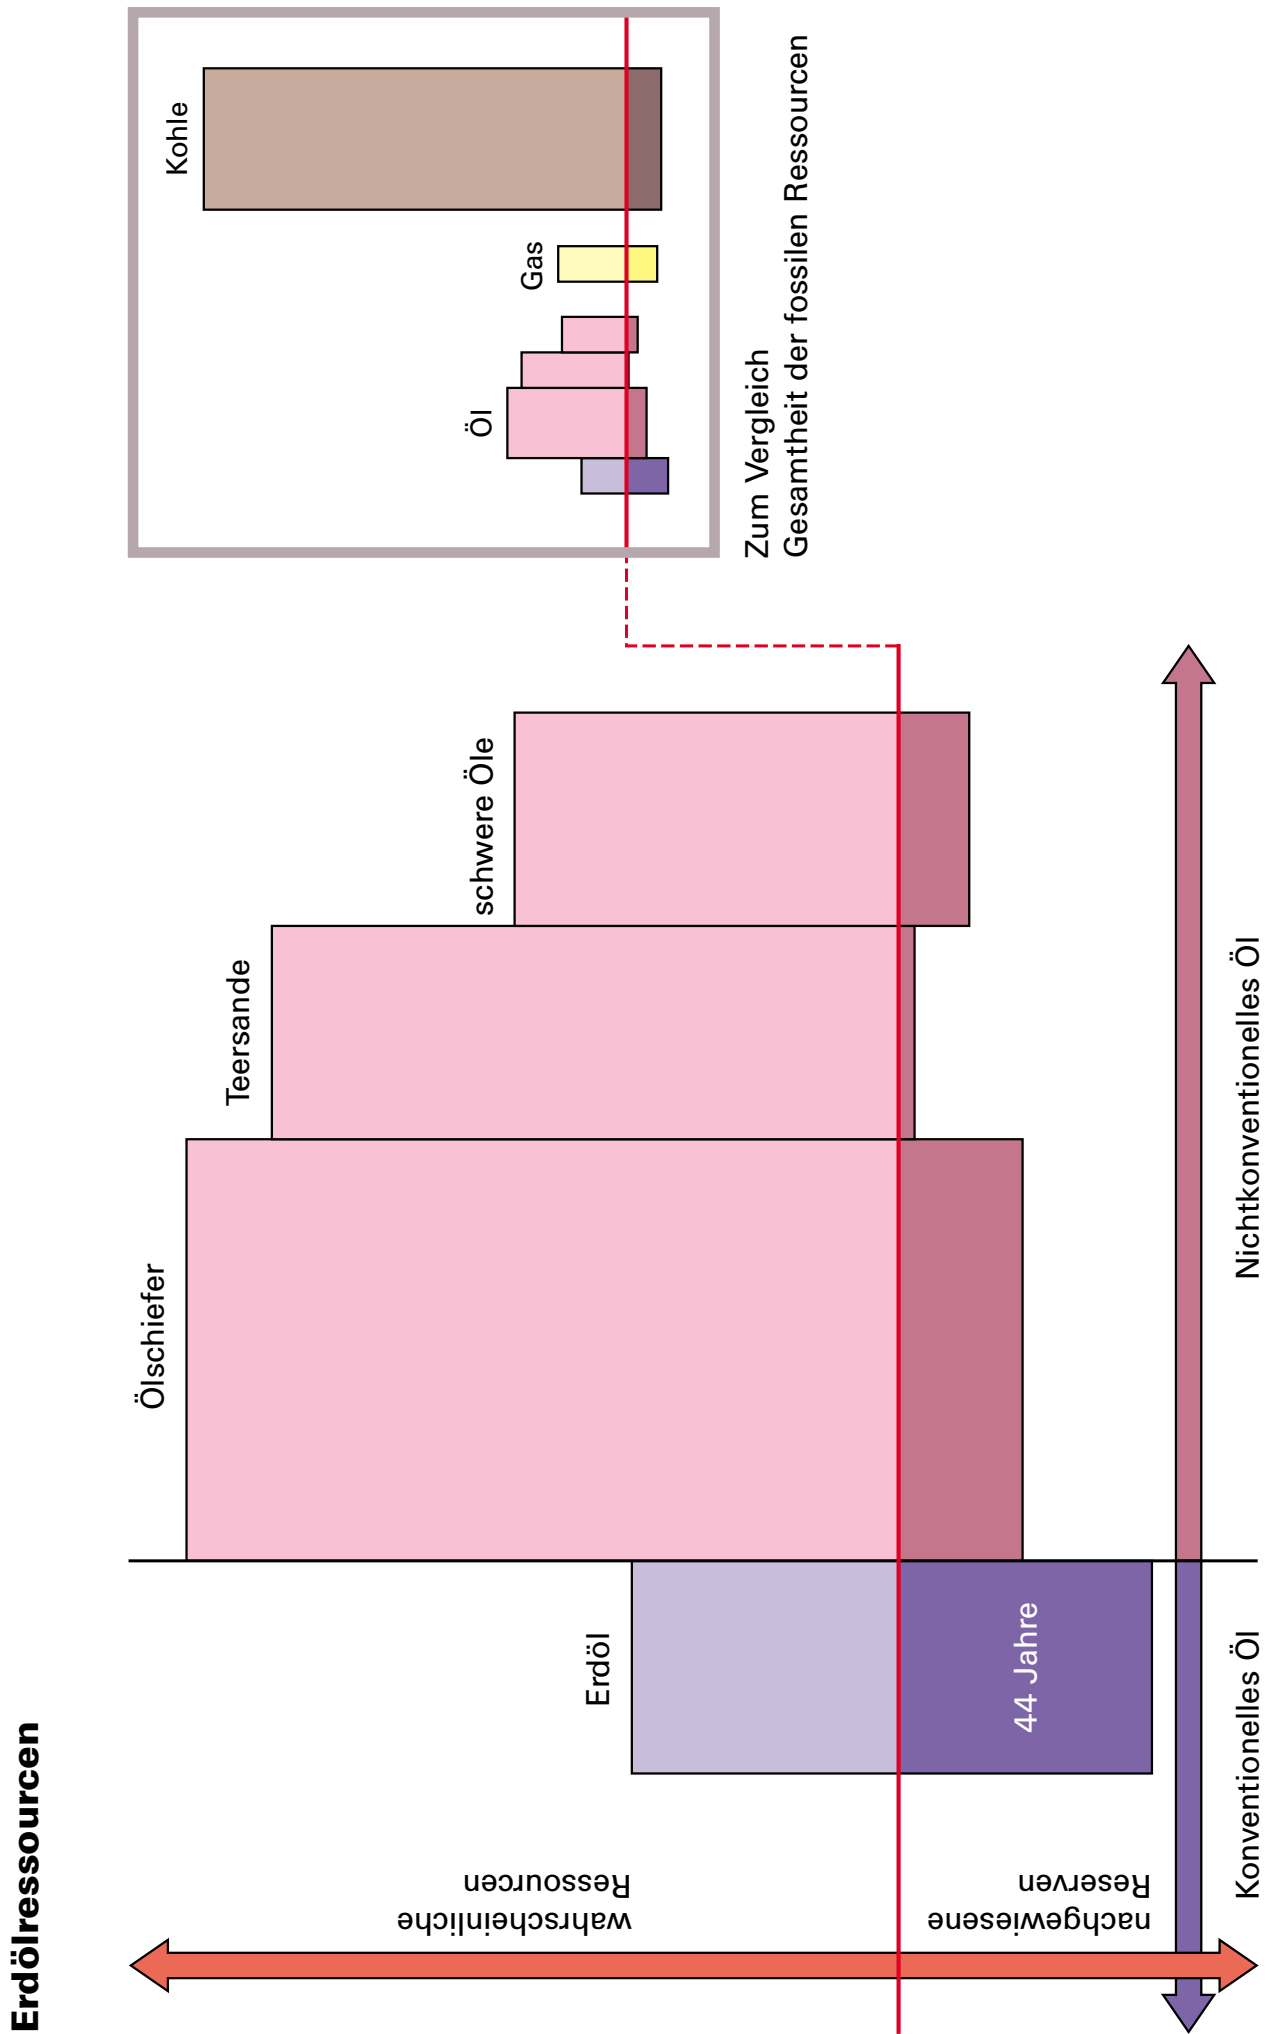 Erdölressourcen
wahrscheinliche
Ressourcen
nachgewiesene
Reserven
Erdöl
44 Jahre
Ölschiefer
Teersande
schwere Öle
Konventionelles Öl
Nichtkonventionelles Öl
Öl
Gas
Kohle
Zum Vergleich
Gesamtheit der fossilen Ressourcen